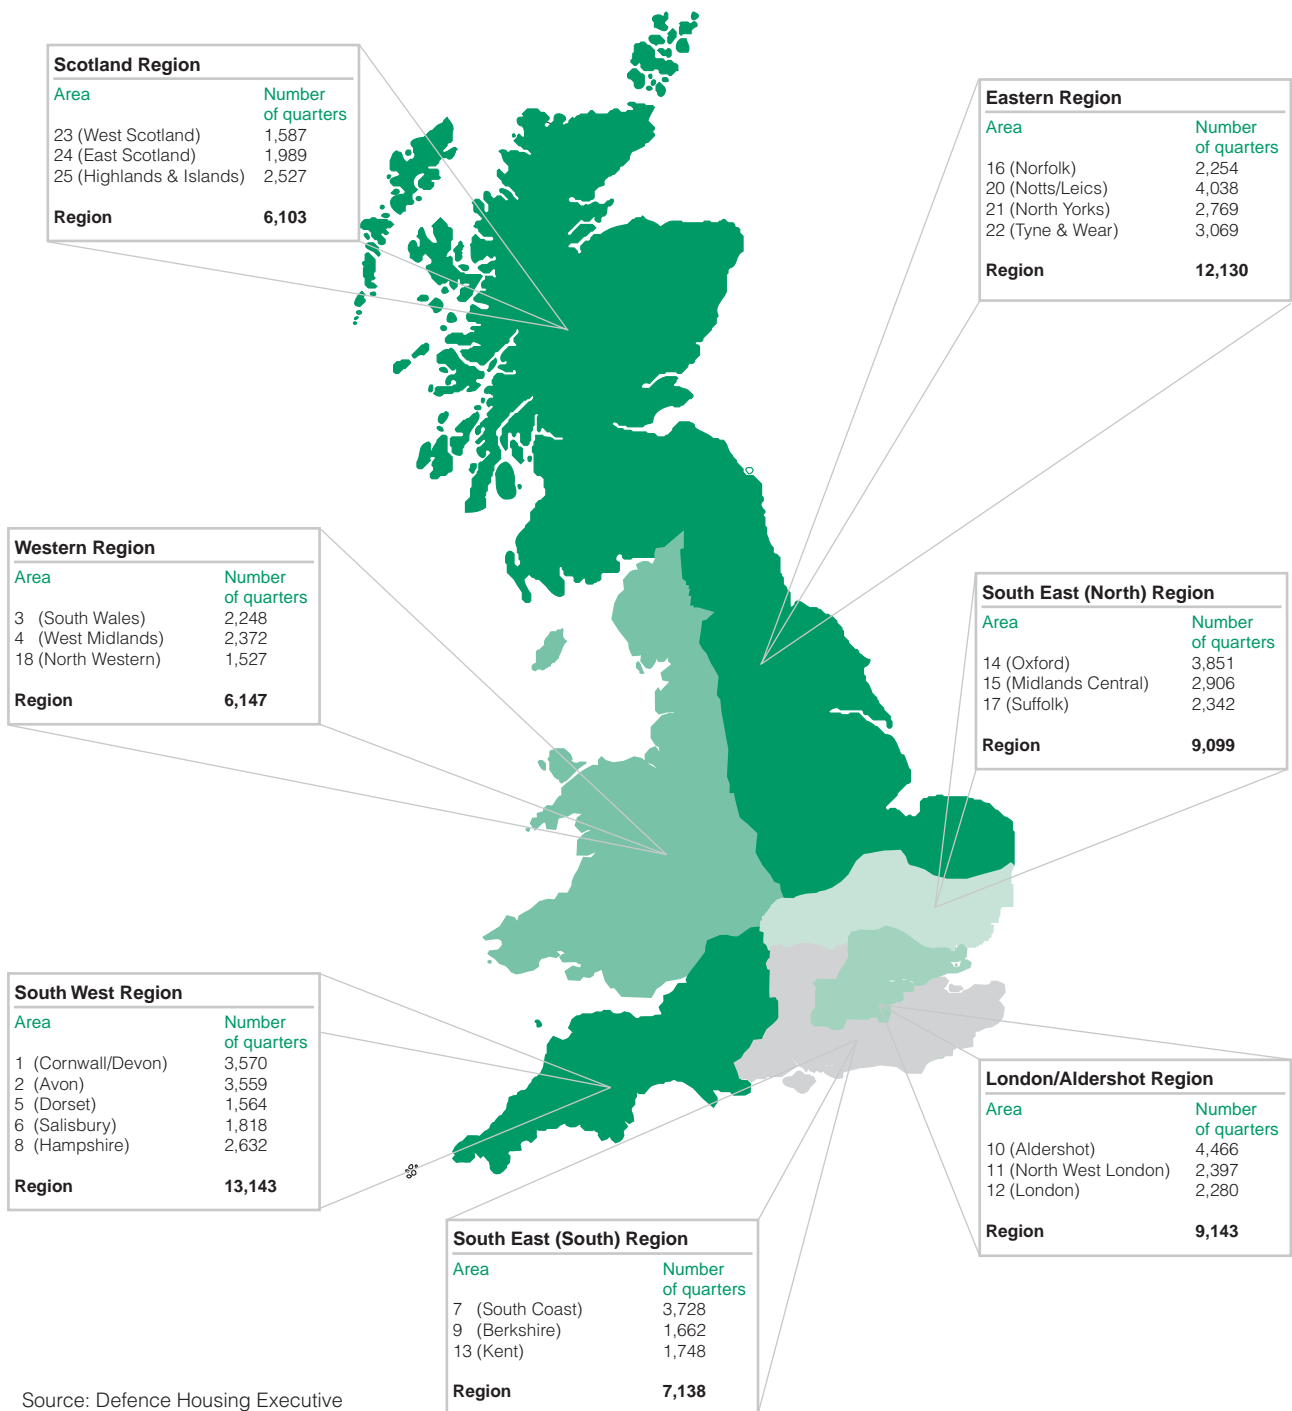 Scotland Region
Area Number
of quarters
23 (West Scotland) 1,587
24 (East Scotland) 1,989
25 (Highlands & Islands) 2,527
Region 6,103
Eastern Region
Area Number
of quarters
16 (Norfolk) 2,254
20 (Notts/Leics) 4,038
21 (North Yorks) 2,769
22 (Tyne & Wear) 3,069
Region 12,130
Western Region
Area Number
of quarters
3 (South Wales) 2,248
4 (West Midlands) 2,372
18 (North Western) 1,527
Region 6,147
South East (North) Region
Area Number
of quarters
14 (Oxford) 3,851
15 (Midlands Central) 2,906
17 (Suffolk) 2,342
Region 9,099
South West Region
Area Number
of quarters
1 (Cornwall/Devon) 3,570
2 (Avon) 3,559
5 (Dorset) 1,564
6 (Salisbury) 1,818
8 (Hampshire) 2,632
Region 13,143
London/Aldershot Region
Area Number
of quarters
10 (Aldershot) 4,466
11 (North West London) 2,397
12 (London) 2,280
Region 9,143
South East (South) Region
Area Number
of quarters
7 (South Coast) 3,728
9 (Berkshire) 1,662
13 (Kent) 1,748
Region 7,138
Source: Defence Housing Executive